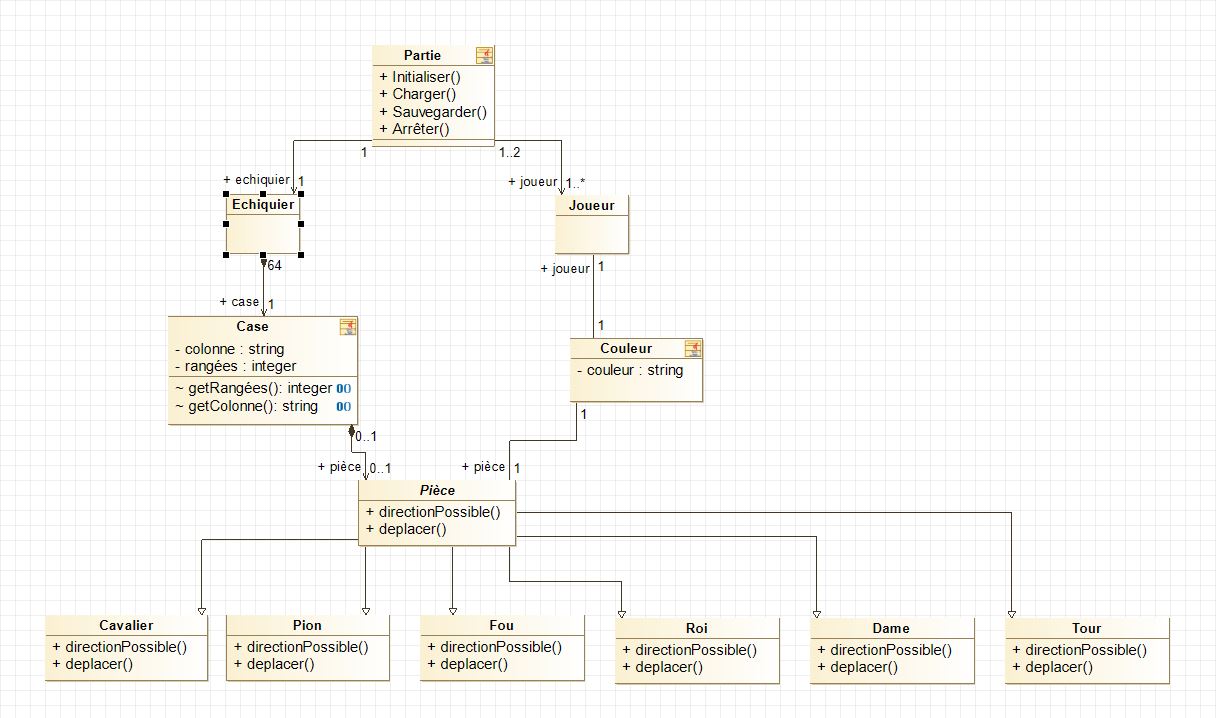 Partie
+ Initialiser()
+ Charger()
+ Sauvegarder()
+ Arrêter()
1
1..2
+ echiquier
1
+ joueur
1..*
Echiquier
Joueur
64
+ joueur
1
+ case
1
1
Case
- colonne : string
- rangées : integer
~ getRangées(): integer
~ getColonne(): string
Couleur
- couleur : string
1
0..1
+ pièce
0..1
+ pièce
1
Pièce
+ directionPossible()
+ deplacer()
Cavalier
+ directionPossible()
+ deplacer()
Pion
+ directionPossible()
+ deplacer()
Fou
+ directionPossible()
+ deplacer()
Roi
+ directionPossible()
+ deplacer()
Dame
+ directionPossible()
+ deplacer()
Tour
+ directionPossible()
+ deplacer()